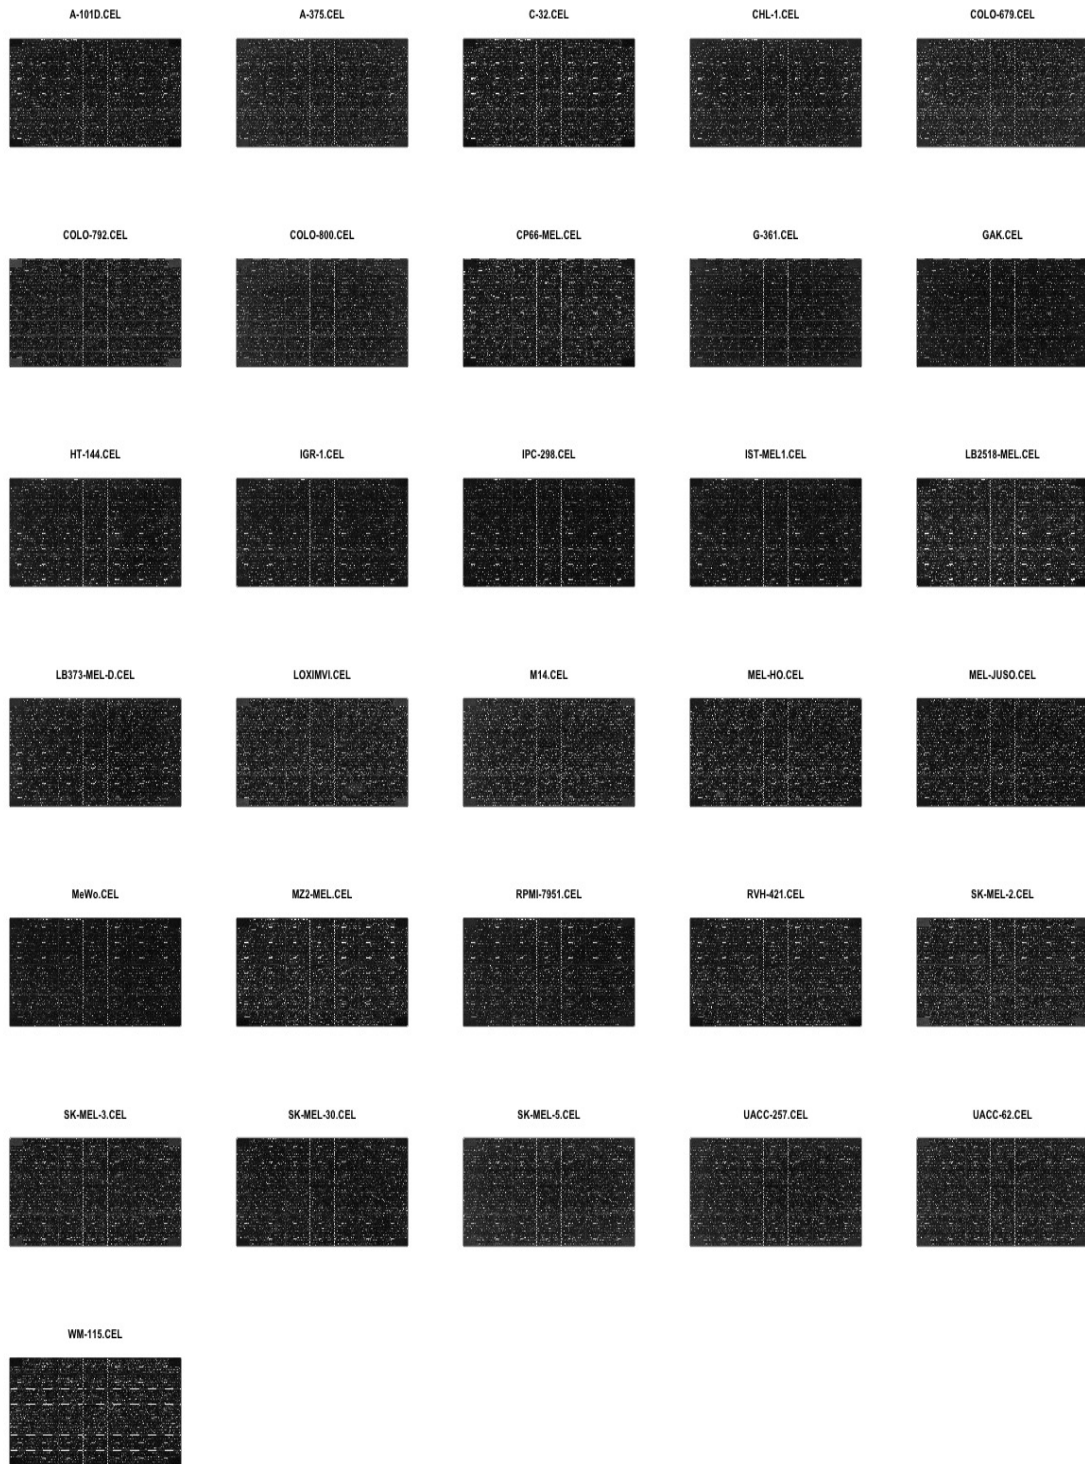 A-101D.CEL A-375.CEL C-32.CEL CHL-1.CEL COLO-679.CEL
COLO-792.CEL COLO-800.CEL CP66-MEL.CEL G-361.CEL GAK.CEL
HT-144.CEL IGR-1.CEL IPC-298.CEL IST-MEL1.CEL LB2518-MEL.CEL
LB373-MEL-D.CEL LOXIMVI.CEL M14.CEL MEL-HO.CEL MEL-JUSO.CEL
MeWo.CEL MZ2-MEL.CEL RPMI-7951.CEL RVH-421.CEL SK-MEL-2.CEL
SK-MEL-3.CEL SK-MEL-30.CEL SK-MEL-5.CEL UACC-257.CEL UACC-62.CEL
WM-115.CEL